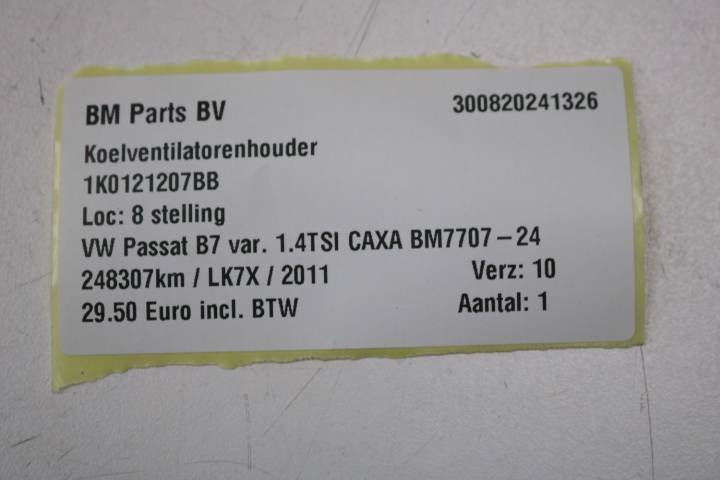 BM Parts BV 300820241326
Koelventilatorenhouder
1K0121207BB
Loc: 8 stelling
VW Passat B7 var. 1.4TSI CAXA BM7707-24
248307km / LK7X / 2011 Verz: 10
29.50 Euro incl. BTW Aantal: 1